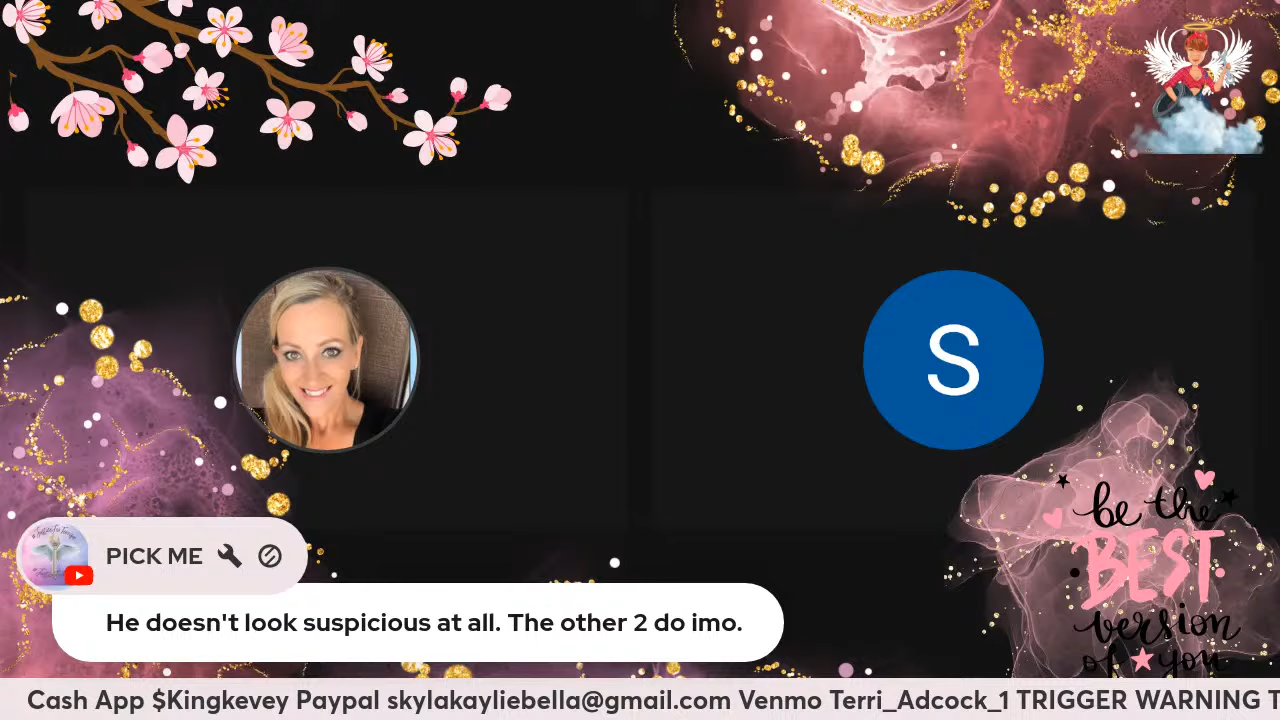 S
be the
BEST
version
of you
PICK ME
He doesn't look suspicious at all. The other 2 do imo.
Cash App $Kingkevey Paypal skylakayliebella@gmail.com Venmo Terri_Adcock_1 TRIGGER WARNING T